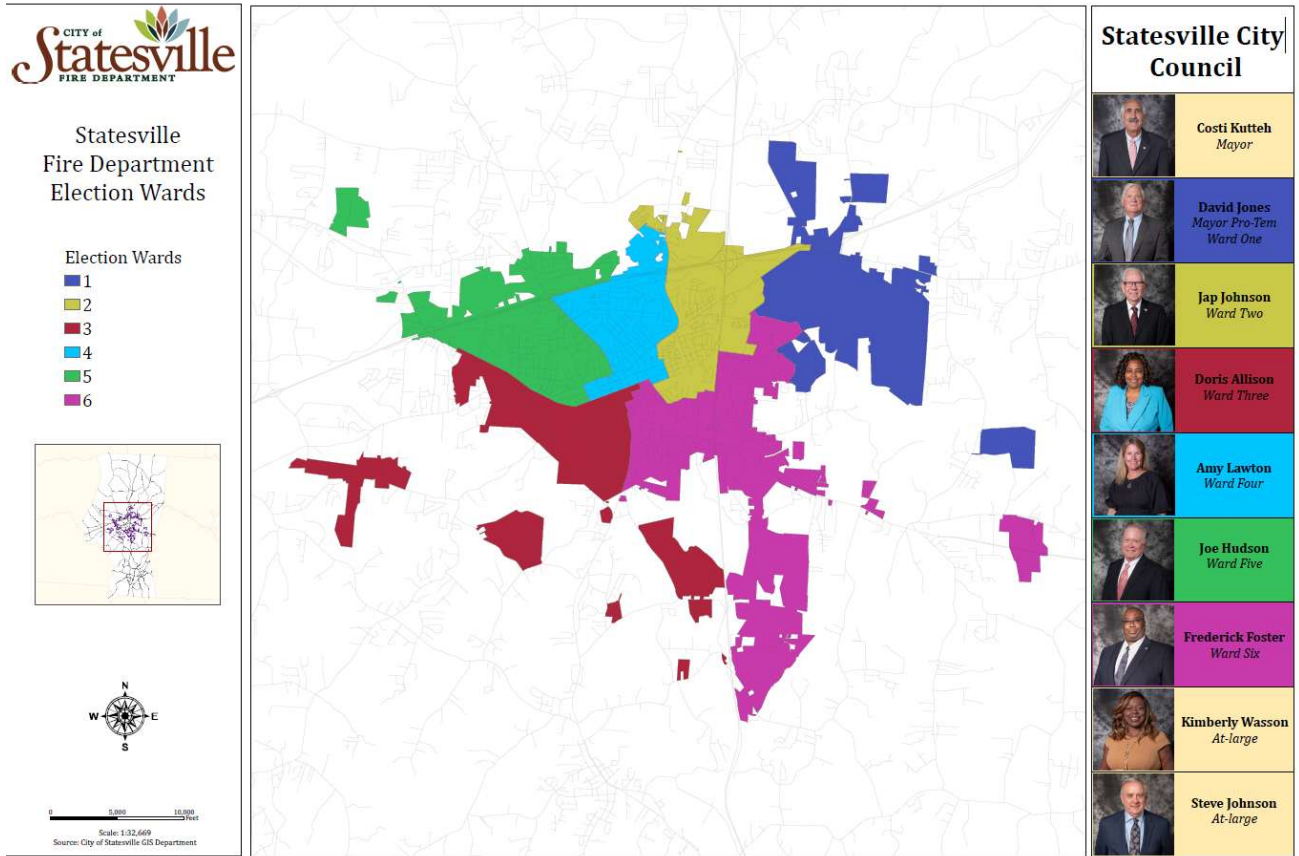 CITY of
Statesville
FIRE DEPARTMENT
Statesville
Fire Department
Election Wards
Election Wards
1
2
3
4
5
6
N
W
E
S
0
5,000
10,000
Feet
Scale: 1:32,669
Source: City of Statesville GIS Department
Statesville City
Council
Costi Kutteh
Mayor
David Jones
Mayor Pro-Tem
Ward One
Jap Johnson
Ward Two
Doris Allison
Ward Three
Amy Lawton
Ward Four
Joe Hudson
Ward Five
Frederick Foster
Ward Six
Kimberly Wasson
At-large
Steve Johnson
At-large